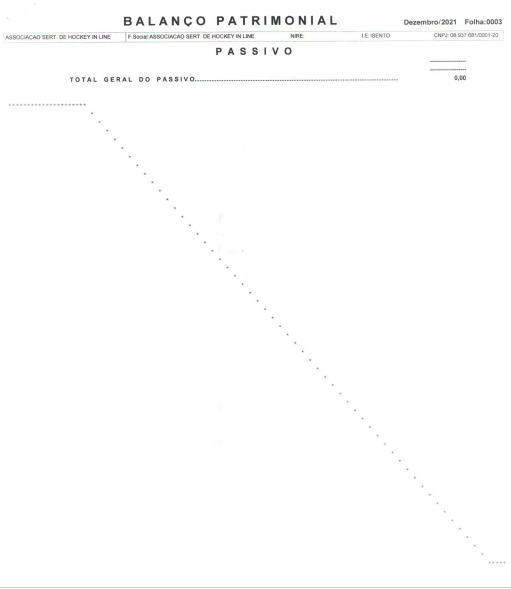 BALANÇO PATRIMONIAL Dezembro/2021 Folha:0003
ASSOCIACAO SERT. DE HOCKEY IN LINE F.Social:ASSOCIACAO SERT. DE HOCKEY IN LINE NIRE: I.E: ISENTO CNPJ: 08.937.681/0001-20
PASSIVO
TOTAL GERAL DO PASSIVO 0,00